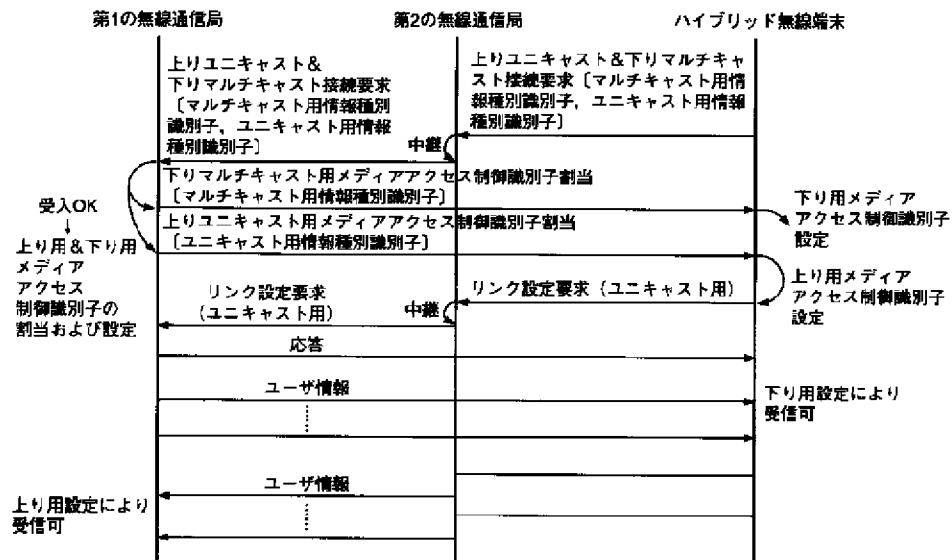 第1の無線通信局
第2の無線通信局
ハイブリッド無線端末
上りユニキャスト&
下りマルチキャスト接続要求
〔マルチキャスト用情報種別
識別子，ユニキャスト用情報
種別識別子〕
上りユニキャスト&下りマルチキャ
スト接続要求〔マルチキャスト用情
報種別識別子，ユニキャスト用情報
種別識別子〕
中継
下りマルチキャスト用メディアアクセス制御識別子割当
〔マルチキャスト用情報種別識別子〕
受入OK
↓
上り用&下り用
メディア
アクセス
制御識別子の
割当および設定
上りユニキャスト用メディアアクセス制御識別子割当
〔ユニキャスト用情報種別識別子〕
下り用メディア
アクセス制御識別子
設定
上り用メディア
アクセス制御識別子
設定
リンク設定要求（ユニキャスト用）
中継
リンク設定要求
（ユニキャスト用）
応答
ユーザ情報
下り用設定により
受信可
ユーザ情報
上り用設定により
受信可